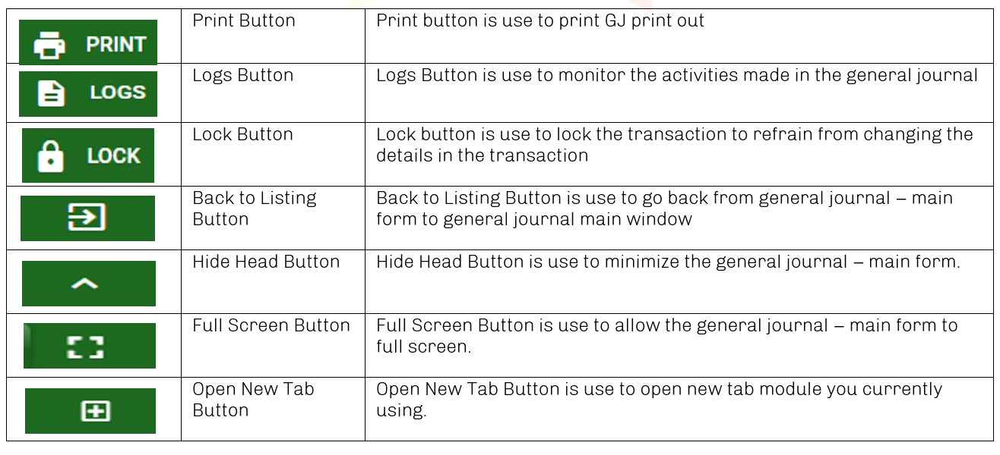 PRINT
Print Button
Print button is use to print GJ print out
LOGS
Logs Button
Logs Button is use to monitor the activities made in the general journal
LOCK
Lock Button
Lock button is use to lock the transaction to refrain from changing the
details in the transaction
Back to Listing
Button
Back to Listing Button is use to go back from general journal – main
form to general journal main window
Hide Head Button
Hide Head Button is use to minimize the general journal – main form.
Full Screen Button
Full Screen Button is use to allow the general journal – main form to
full screen.
Open New Tab
Button
Open New Tab Button is use to open new tab module you currently
using.